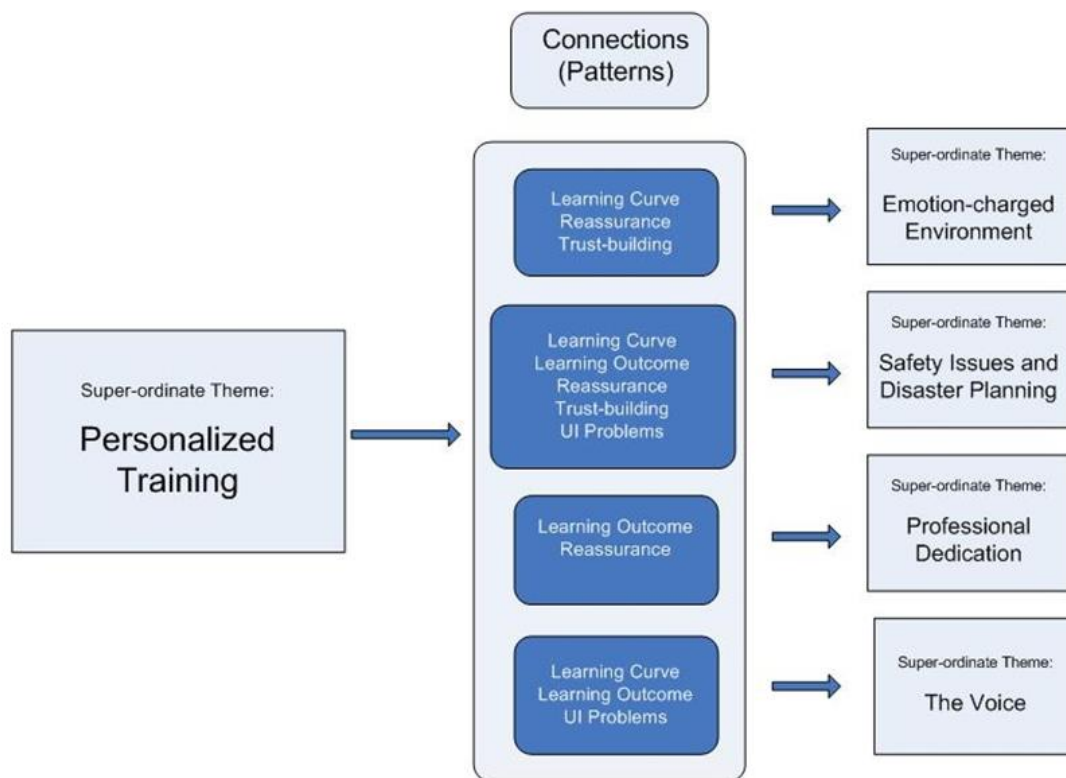 Connections
(Patterns)
Super-ordinate Theme:
Personalized
Training
Learning Curve
Reassurance
Trust-building
Super-ordinate Theme:
Emotion-charged
Environment
Learning Curve
Learning Outcome
Reassurance
Trust-building
UI Problems
Super-ordinate Theme:
Safety Issues and
Disaster Planning
Learning Outcome
Reassurance
Super-ordinate Theme:
Professional
Dedication
Learning Curve
Learning Outcome
UI Problems
Super-ordinate Theme:
The Voice